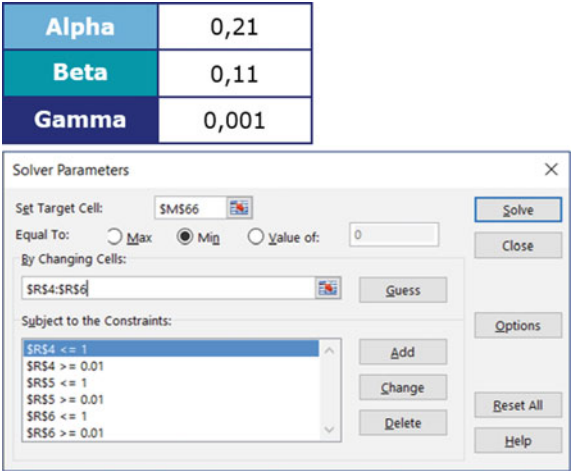 Alpha 0,21
Beta 0,11
Gamma 0,001
Solver Parameters
Set Target Cell: $M$66 Solve
Equal To: Max Min Value of: 0 Close
By Changing Cells:
$R$4:$R$6 Guess
Subject to the Constraints: Options
$R$4 <= 1 Add
$R$4 >= 0.01
$R$5 <= 1 Change
$R$5 >= 0.01
$R$6 <= 1 Delete Reset All
$R$6 >= 0.01
Help